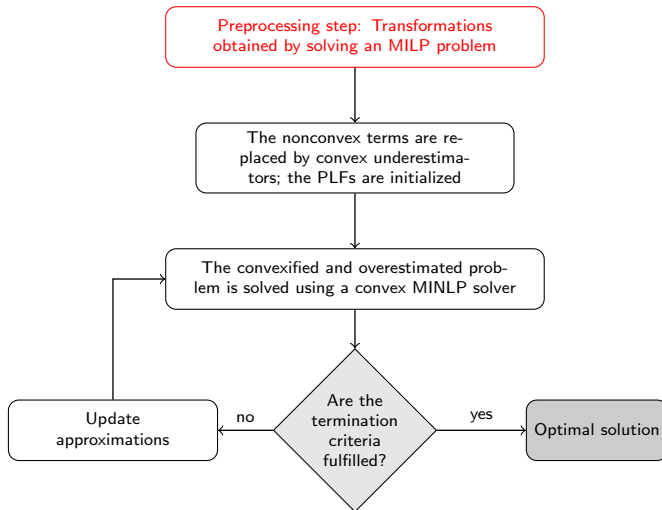 Preprocessing step: Transformations
obtained by solving an MILP problem
The nonconvex terms are re-
placed by convex underestima-
tors; the PLFs are initialized
The convexified and overestimated prob-
lem is solved using a convex MINLP solver
Are the
termination
criteria
fulfilled?
no
yes
Update
approximations
Optimal solution